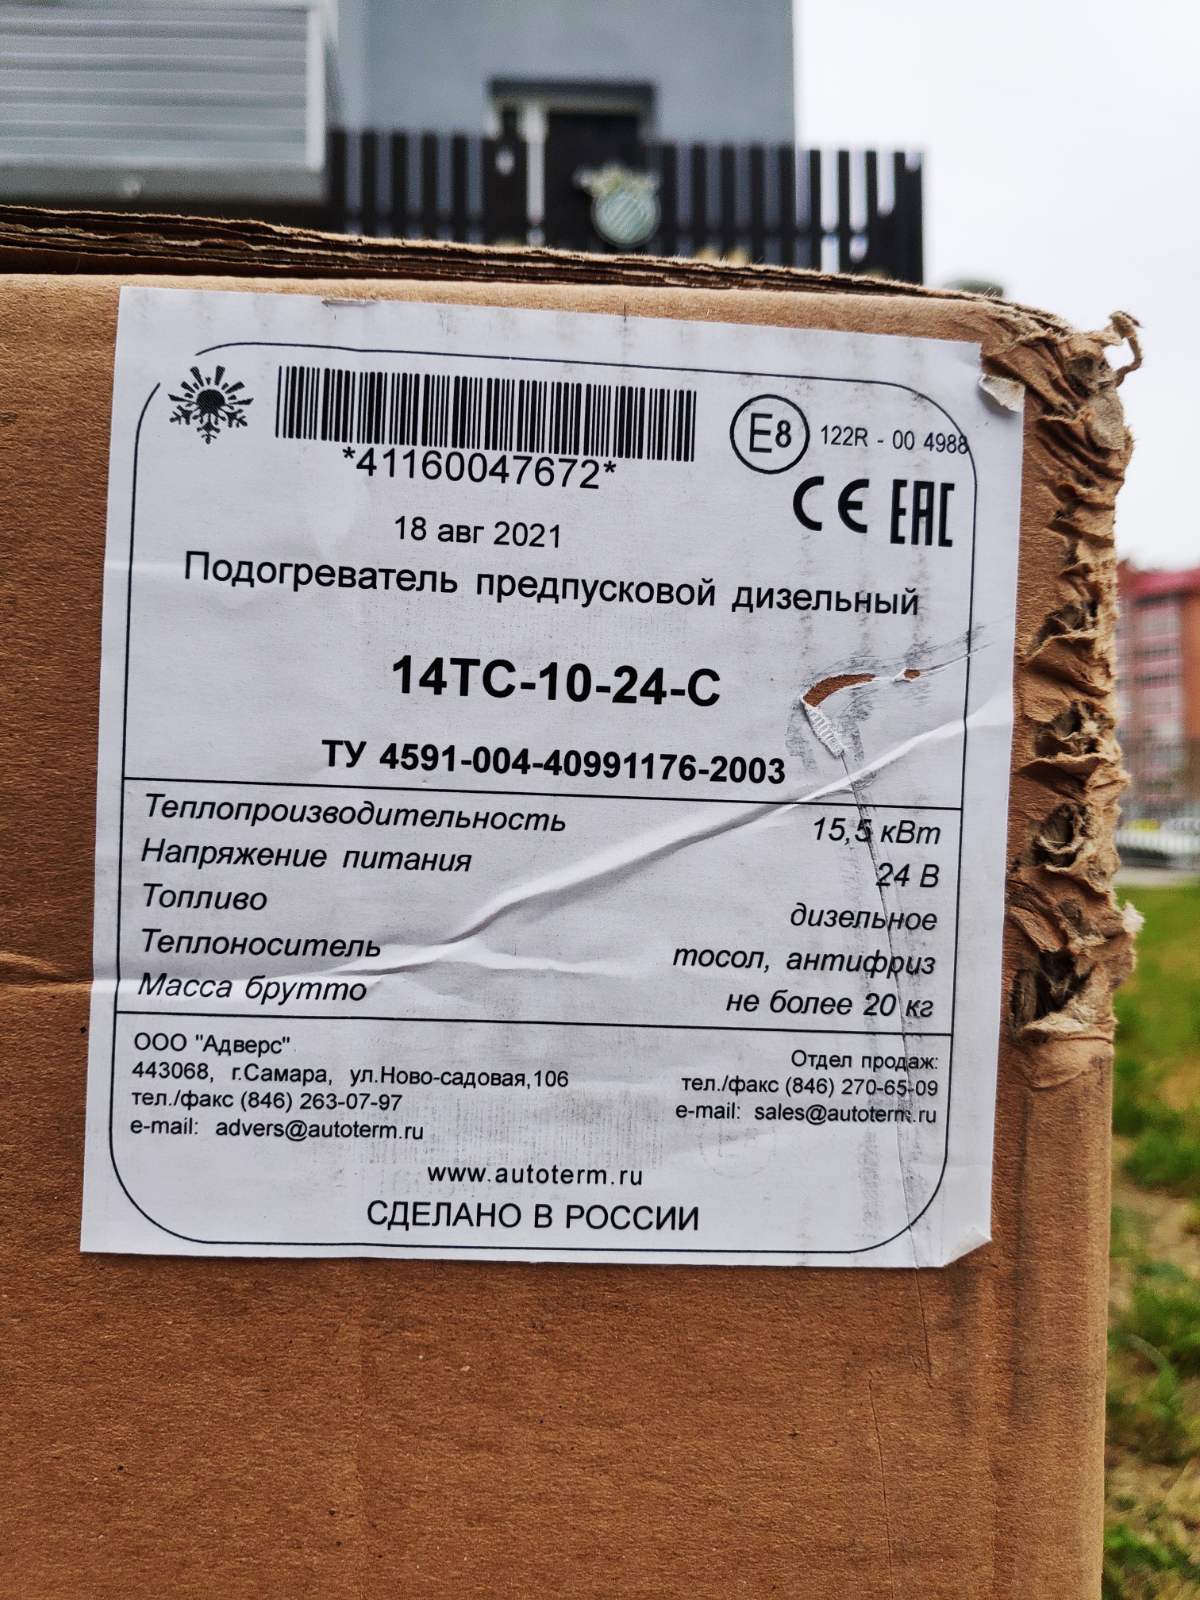 *41160047672*
E8 122R - 00 4988
CE EAC
18 авг 2021
Подогреватель предпусковой дизельный
14ТС-10-24-С
ТУ 4591-004-40991176-2003
Теплопроизводительность 15,5 кВт
Напряжение питания 24 В
Топливо дизельное
Теплоноситель тосол, антифриз
Масса брутто не более 20 кг
ООО "Адверс"
443068, г.Самара, ул.Ново-садовая,106
тел./факс (846) 263-07-97
e-mail: advers@autoterm.ru
Отдел продаж:
тел./факс (846) 270-65-09
e-mail: sales@autoterm.ru
www.autoterm.ru
СДЕЛАНО В РОССИИ